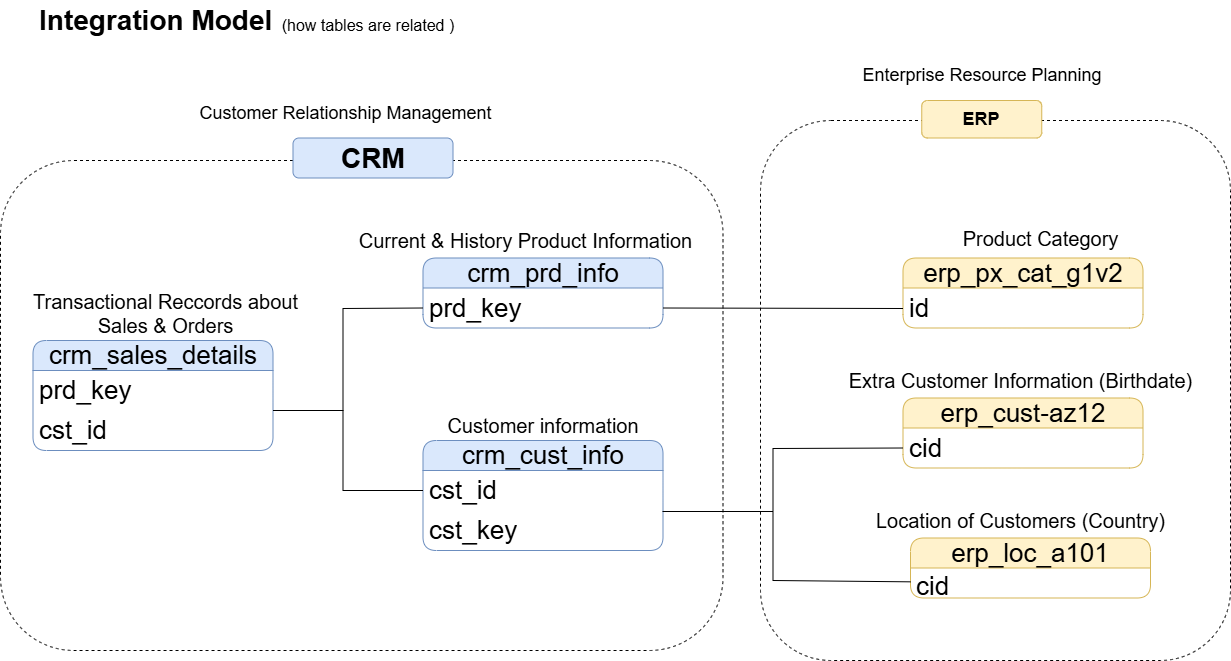 Integration Model (how tables are related )
Customer Relationship Management
CRM
Transactional Reccords about
Sales & Orders
crm_sales_details
prd_key
cst_id
Current & History Product Information
crm_prd_info
prd_key
Customer information
crm_cust_info
cst_id
cst_key
Enterprise Resource Planning
ERP
Product Category
erp_px_cat_g1v2
id
Extra Customer Information (Birthdate)
erp_cust-az12
cid
Location of Customers (Country)
erp_loc_a101
cid